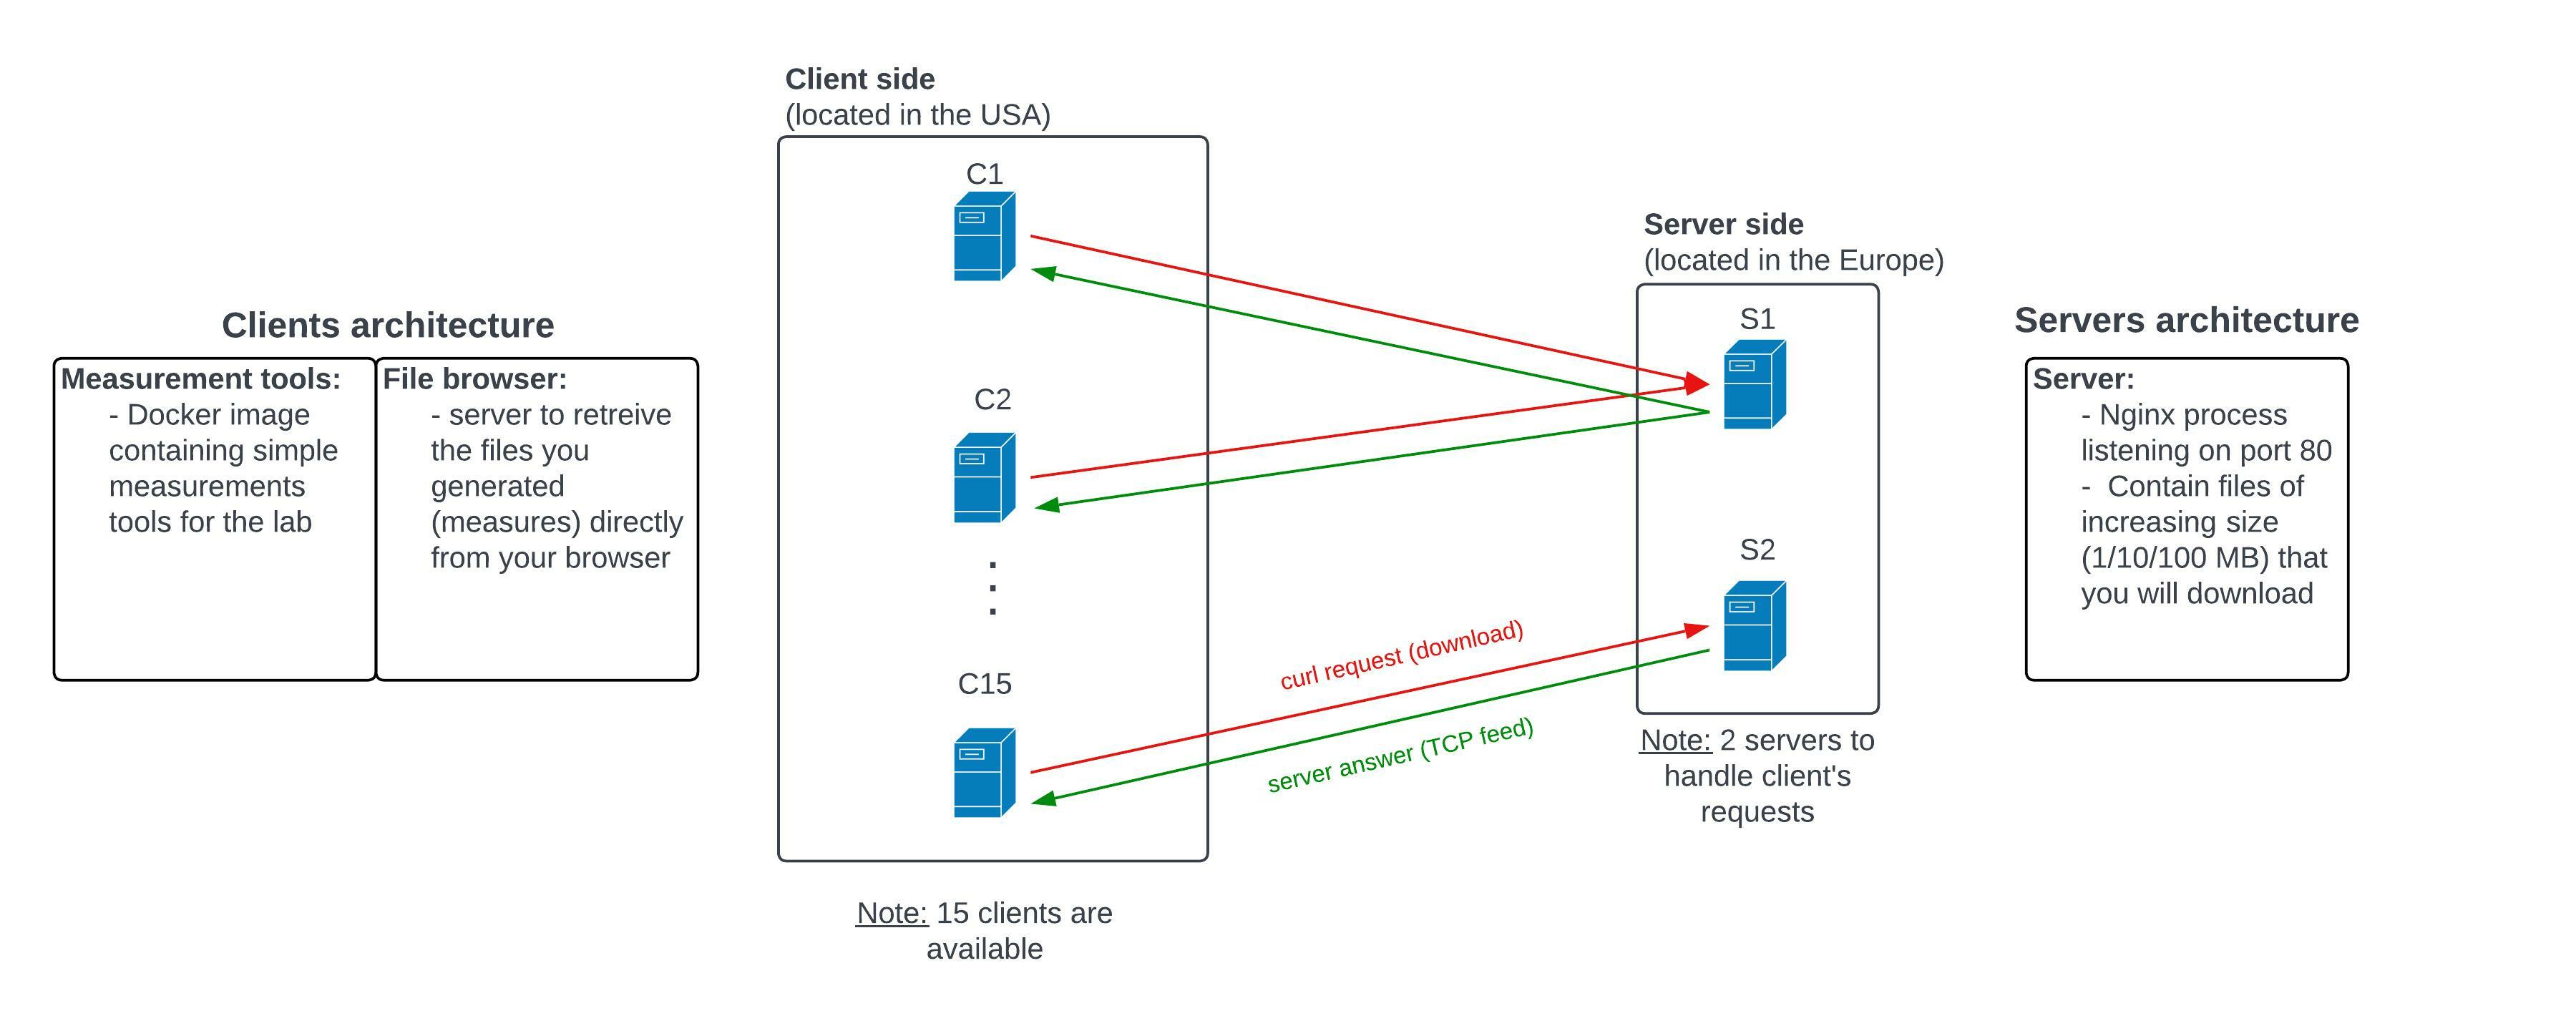 Clients architecture
Measurement tools:
- Docker image
containing simple
measurements
tools for the lab
File browser:
- server to retreive
the files you
generated
(measures) directly
from your browser
Client side
(located in the USA)
C1
C2
C15
Note: 15 clients are
available
curl request (download)
server answer (TCP feed)
Server side
(located in the Europe)
S1
S2
Note: 2 servers to
handle client's
requests
Servers architecture
Server:
- Nginx process
listening on port 80
- Contain files of
increasing size
(1/10/100 MB) that
you will download